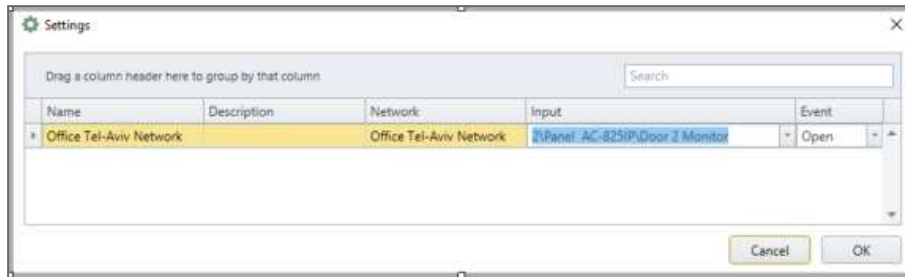 Settings
Drag a column header here to group by that column
Search
Name Description Network Input Event
Office Tel-Aviv Network Office Tel-Aviv Network 2\Panel AC-825IP\Door 2 Monitor Open
Cancel OK